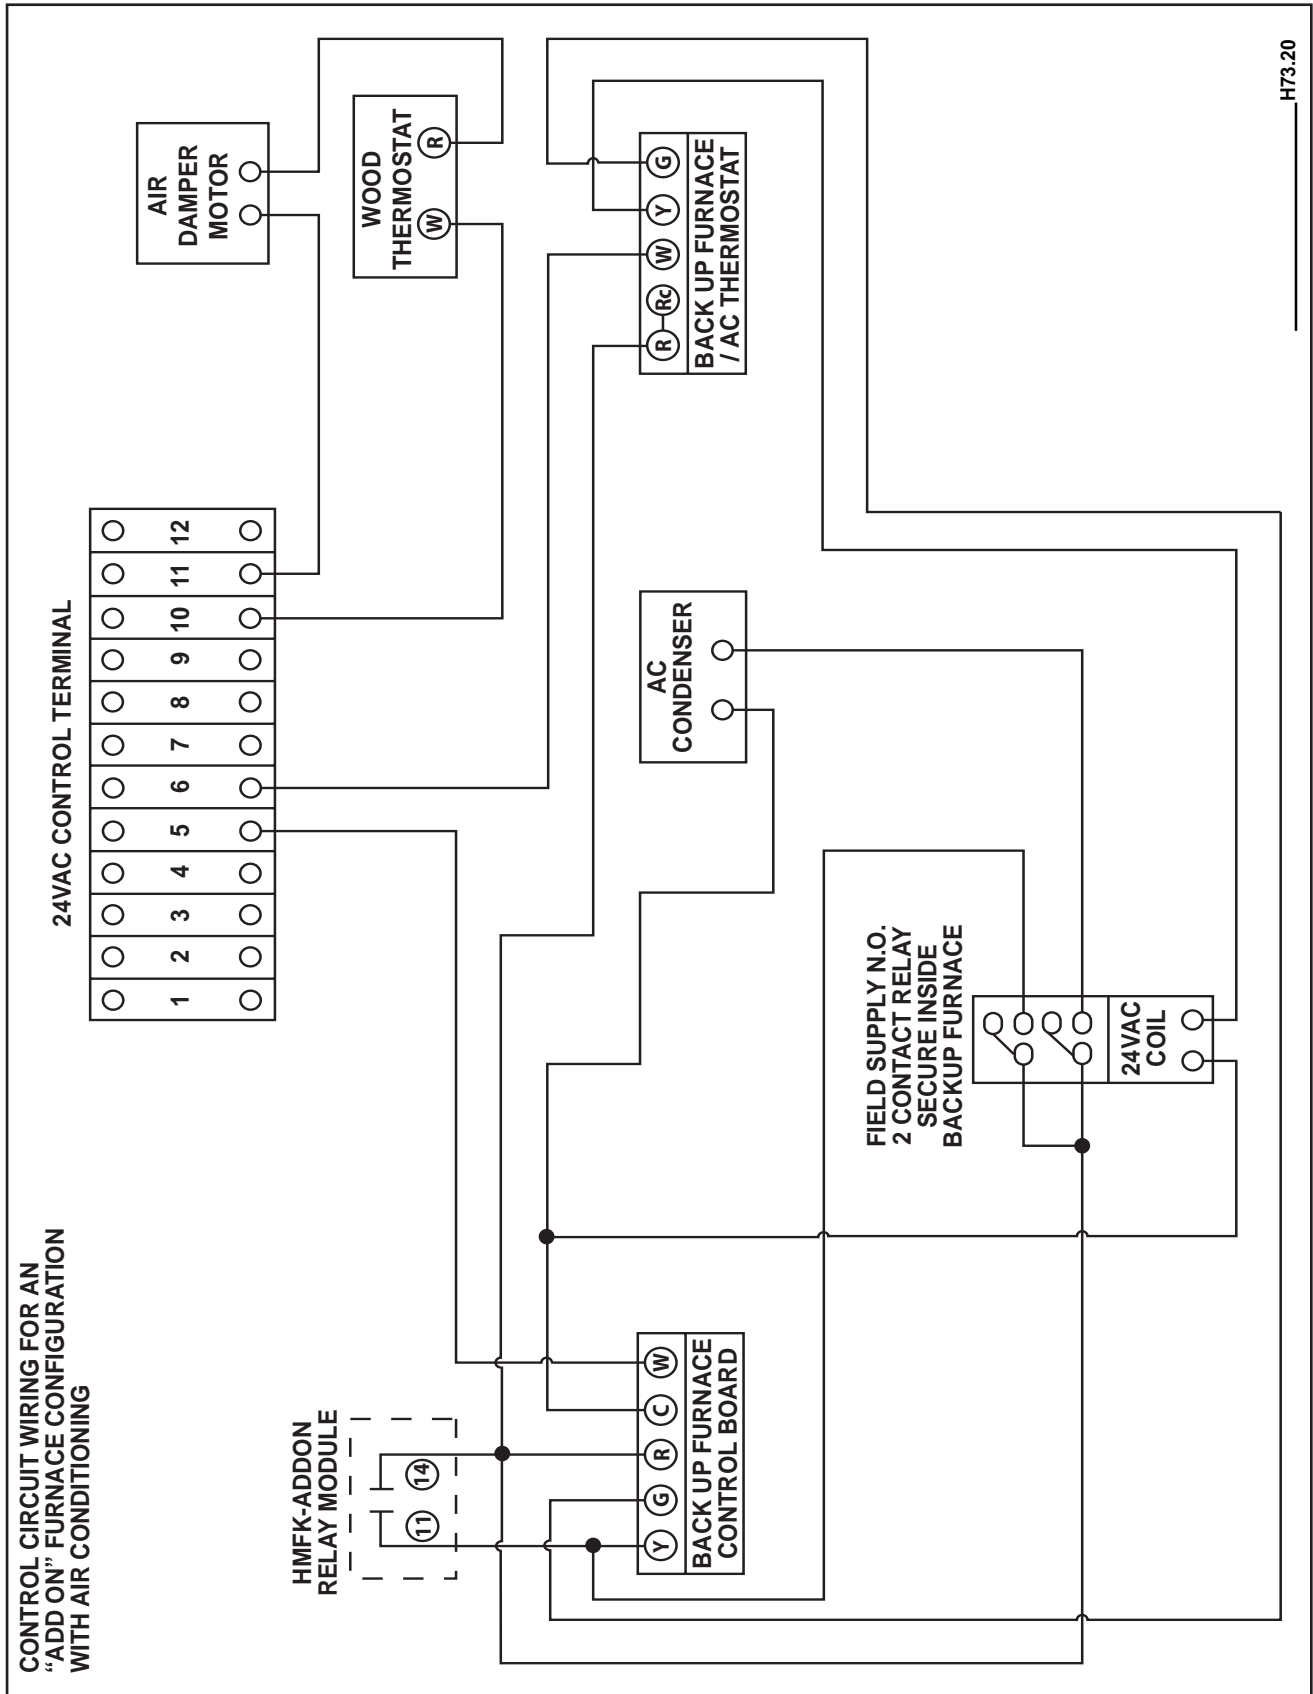 CONTROL CIRCUIT WIRING FOR AN
“ADD ON” FURNACE CONFIGURATION
WITH AIR CONDITIONING
24VAC CONTROL TERMINAL
1 2 3 4 5 6 7 8 9 10 11 12
AIR
DAMPER
MOTOR
WOOD
THERMOSTAT
W R
HMFK-ADDON
RELAY MODULE
11 14
Y G R C W
BACK UP FURNACE
CONTROL BOARD
AC
CONDENSER
R Rc W Y G
BACK UP FURNACE
/ AC THERMOSTAT
FIELD SUPPLY N.O.
2 CONTACT RELAY
SECURE INSIDE
BACKUP FURNACE
24VAC
COIL
H73.20